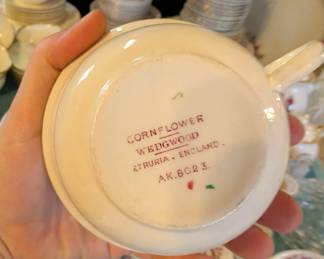 CORNFLOWER
WEDGWOOD
ETRURIA. ENGLAND.
AK.8023.